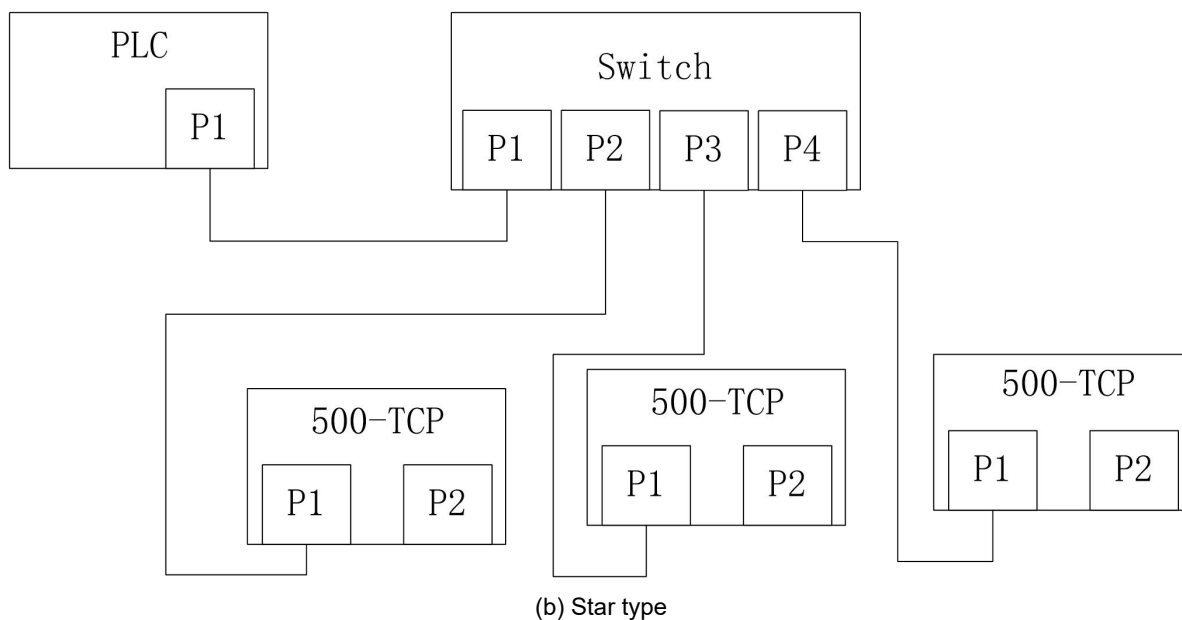 PLC
P1
Switch
P1 P2 P3 P4
500-TCP
P1 P2
500-TCP
P1 P2
500-TCP
P1 P2
(b) Star type